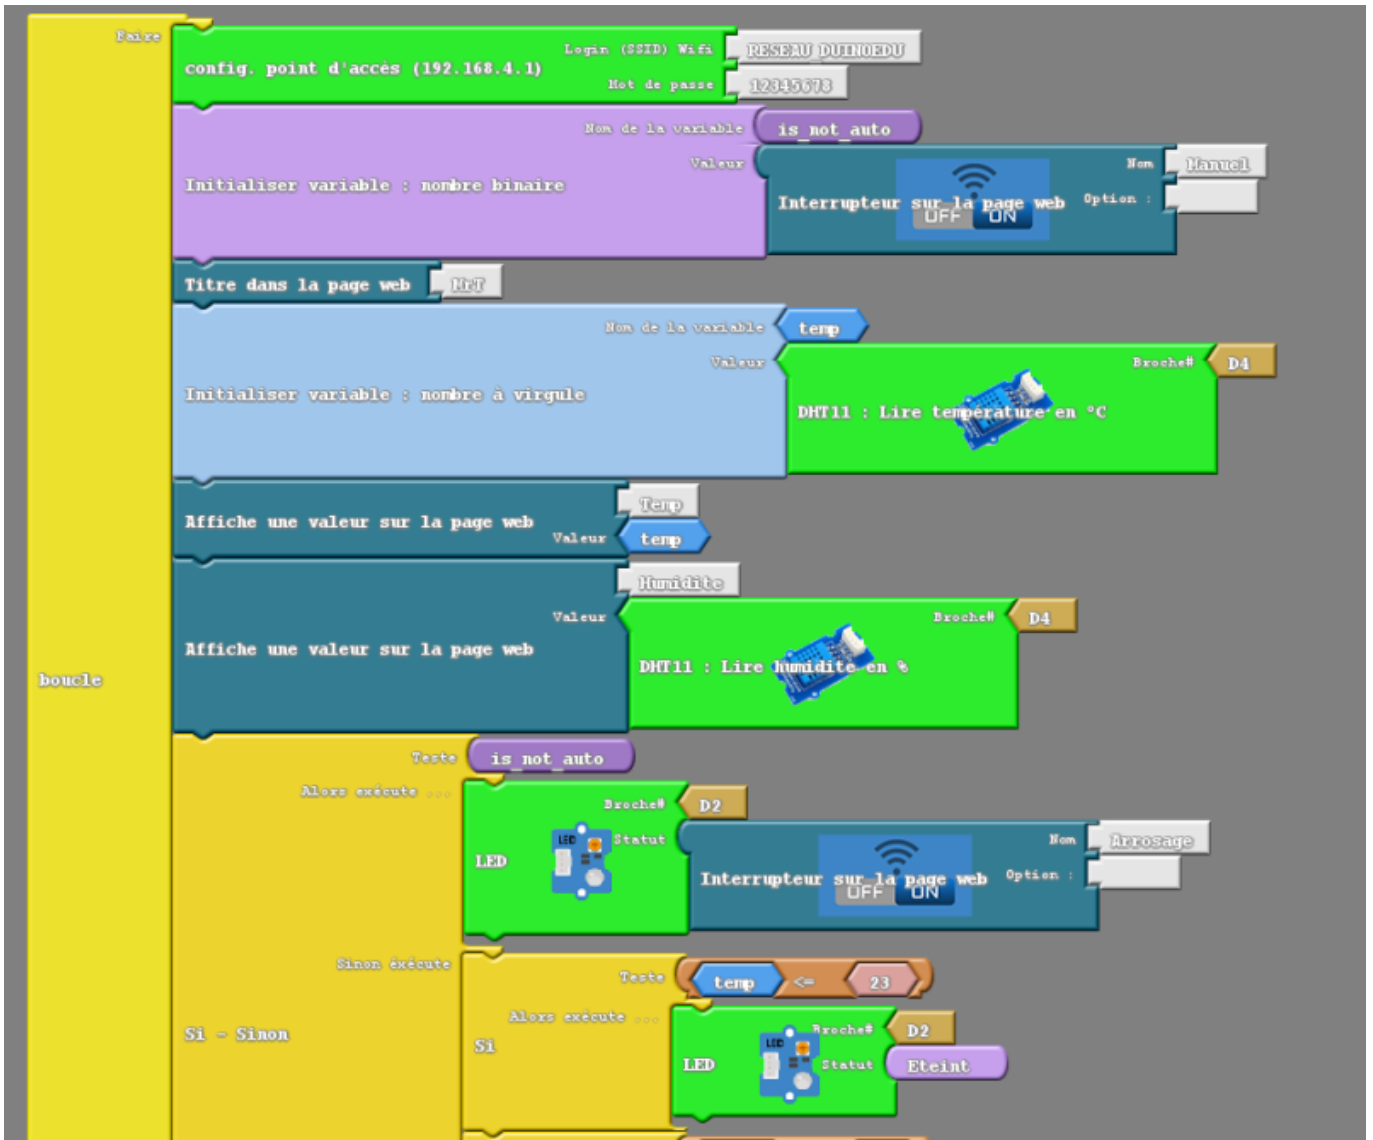 Faire
Login (SSID) Wifi RESEAU DUINOEDU
config. point d'accès (192.168.4.1)
Mot de passe 12345678
Nom de la variable is_not_auto
Valeur
Nom Manuel
Initialiser variable : nombre binaire
Interrupteur sur la page web Option :
OFF ON
Titre dans la page web
Nom de la variable temp
Valeur
Broche# D4
Initialiser variable : nombre à virgule
DHT11 : Lire température en °C
Temp
Affiche une valeur sur la page web
Valeur temp
Humidite
Valeur
Broche# D4
Affiche une valeur sur la page web
DHT11 : Lire humidite en %
boucle
Teste is_not_auto
Alors exécute ...
Broche# D2
LED
Statut
Nom Arrosage
LED
Interrupteur sur la page web Option :
OFF ON
Sinon éxécute
Teste temp <= 23
Alors exécute ...
Broche# D2
Si - Sinon
Si
LED
LED
Statut Eteint